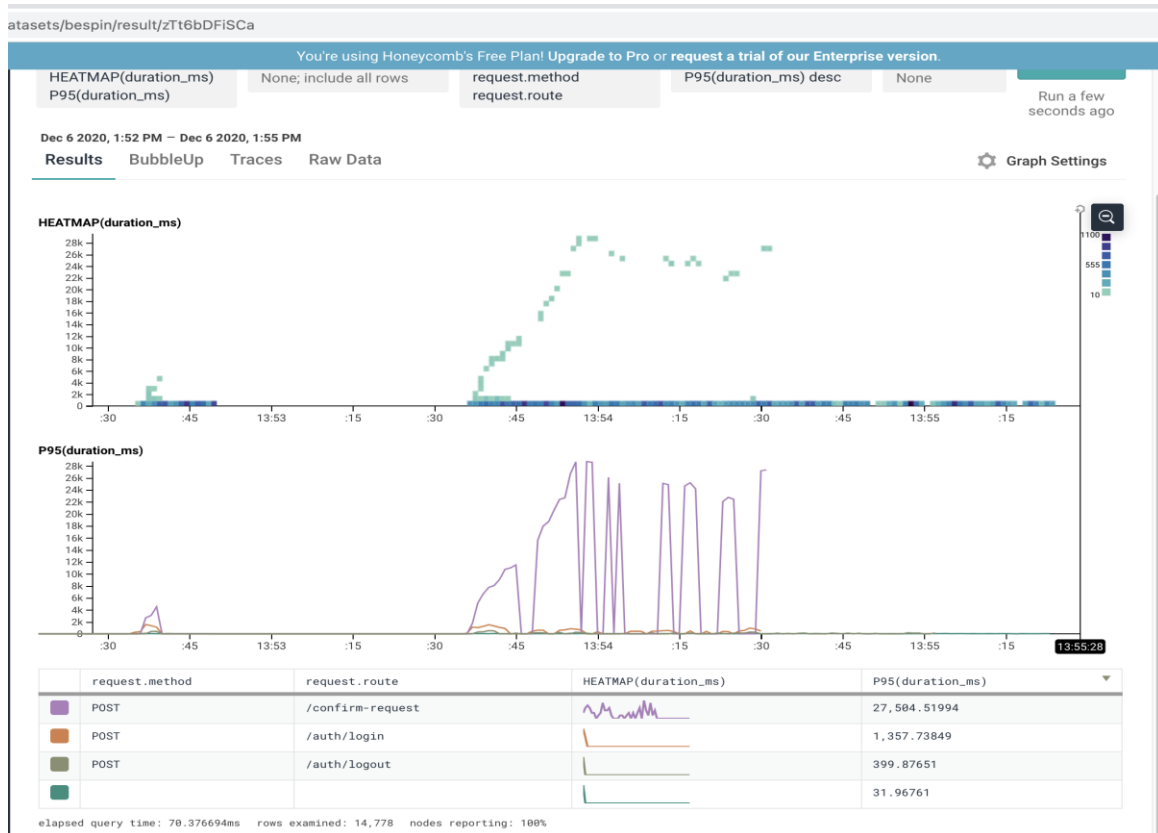 atasets/bespin/result/zTt6bDFiSCa
You're using Honeycomb's Free Plan! Upgrade to Pro or request a trial of our Enterprise version.
HEATMAP(duration_ms) None; include all rows request.method P95(duration_ms) desc None
P95(duration_ms) request.route
Run a few
seconds ago
Dec 6 2020, 1:52 PM – Dec 6 2020, 1:55 PM
Results BubbleUp Traces Raw Data Graph Settings
HEATMAP(duration_ms)
28k
26k
24k
22k
20k
18k
16k
14k
12k
10k
8k
6k
4k
2k
0
1100
555
10
:30 :45 13:53 :15 :30 :45 13:54 :15 :30 :45 13:55 :15
P95(duration_ms)
28k
26k
24k
22k
20k
18k
16k
14k
12k
10k
8k
6k
4k
2k
0
:30 :45 13:53 :15 :30 :45 13:54 :15 :30 :45 13:55 :15 13:55:28
request.method request.route HEATMAP(duration_ms) P95(duration_ms)
POST /confirm-request 27,504.51994
POST /auth/login 1,357.73849
POST /auth/logout 399.87651
31.96761
elapsed query time: 70.376694ms rows examined: 14,778 nodes reporting: 100%